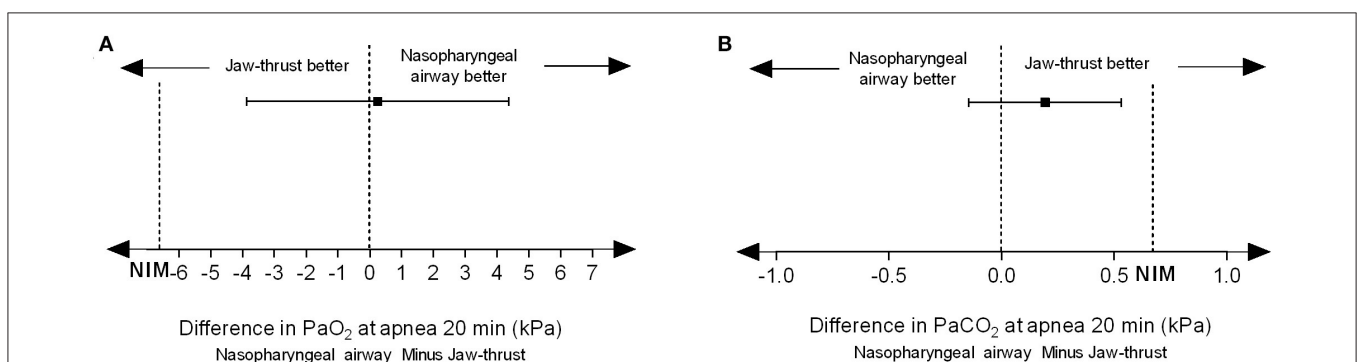 A
Jaw-thrust better
Nasopharyngeal
airway better
NIM -6 -5 -4 -3 -2 -1 0 1 2 3 4 5 6 7
Difference in PaO2 at apnea 20 min (kPa)
Nasopharyngeal airway Minus Jaw-thrust
B
Nasopharyngeal
airway better
Jaw-thrust better
-1.0 -0.5 0.0 0.5 NIM 1.0
Difference in PaCO2 at apnea 20 min (kPa)
Nasopharyngeal airway Minus Jaw-thrust